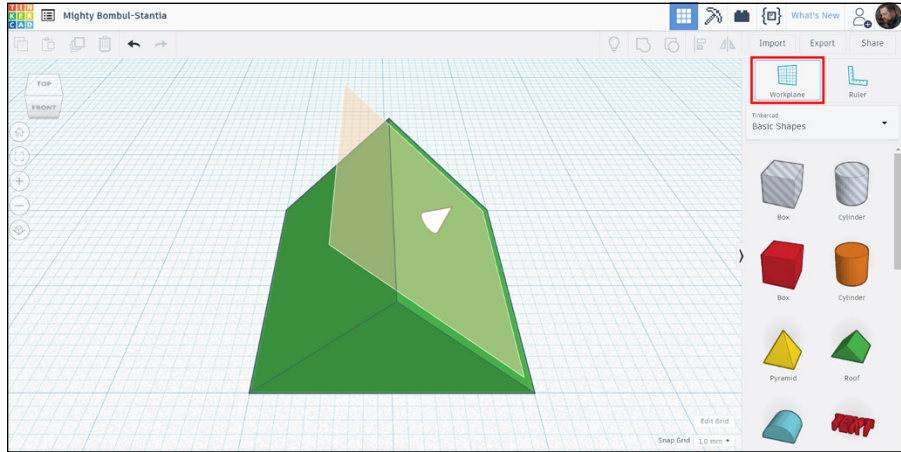 TIN
KER
CAD
Mighty Bombul-Stantia
What's New
Import
Export
Share
TOP
FRONT
Workplane
Ruler
Tinkercad
Basic Shapes
Box
Cylinder
Box
Cylinder
Pyramid
Roof
TEXT
Edit Grid
Snap Grid 1.0 mm